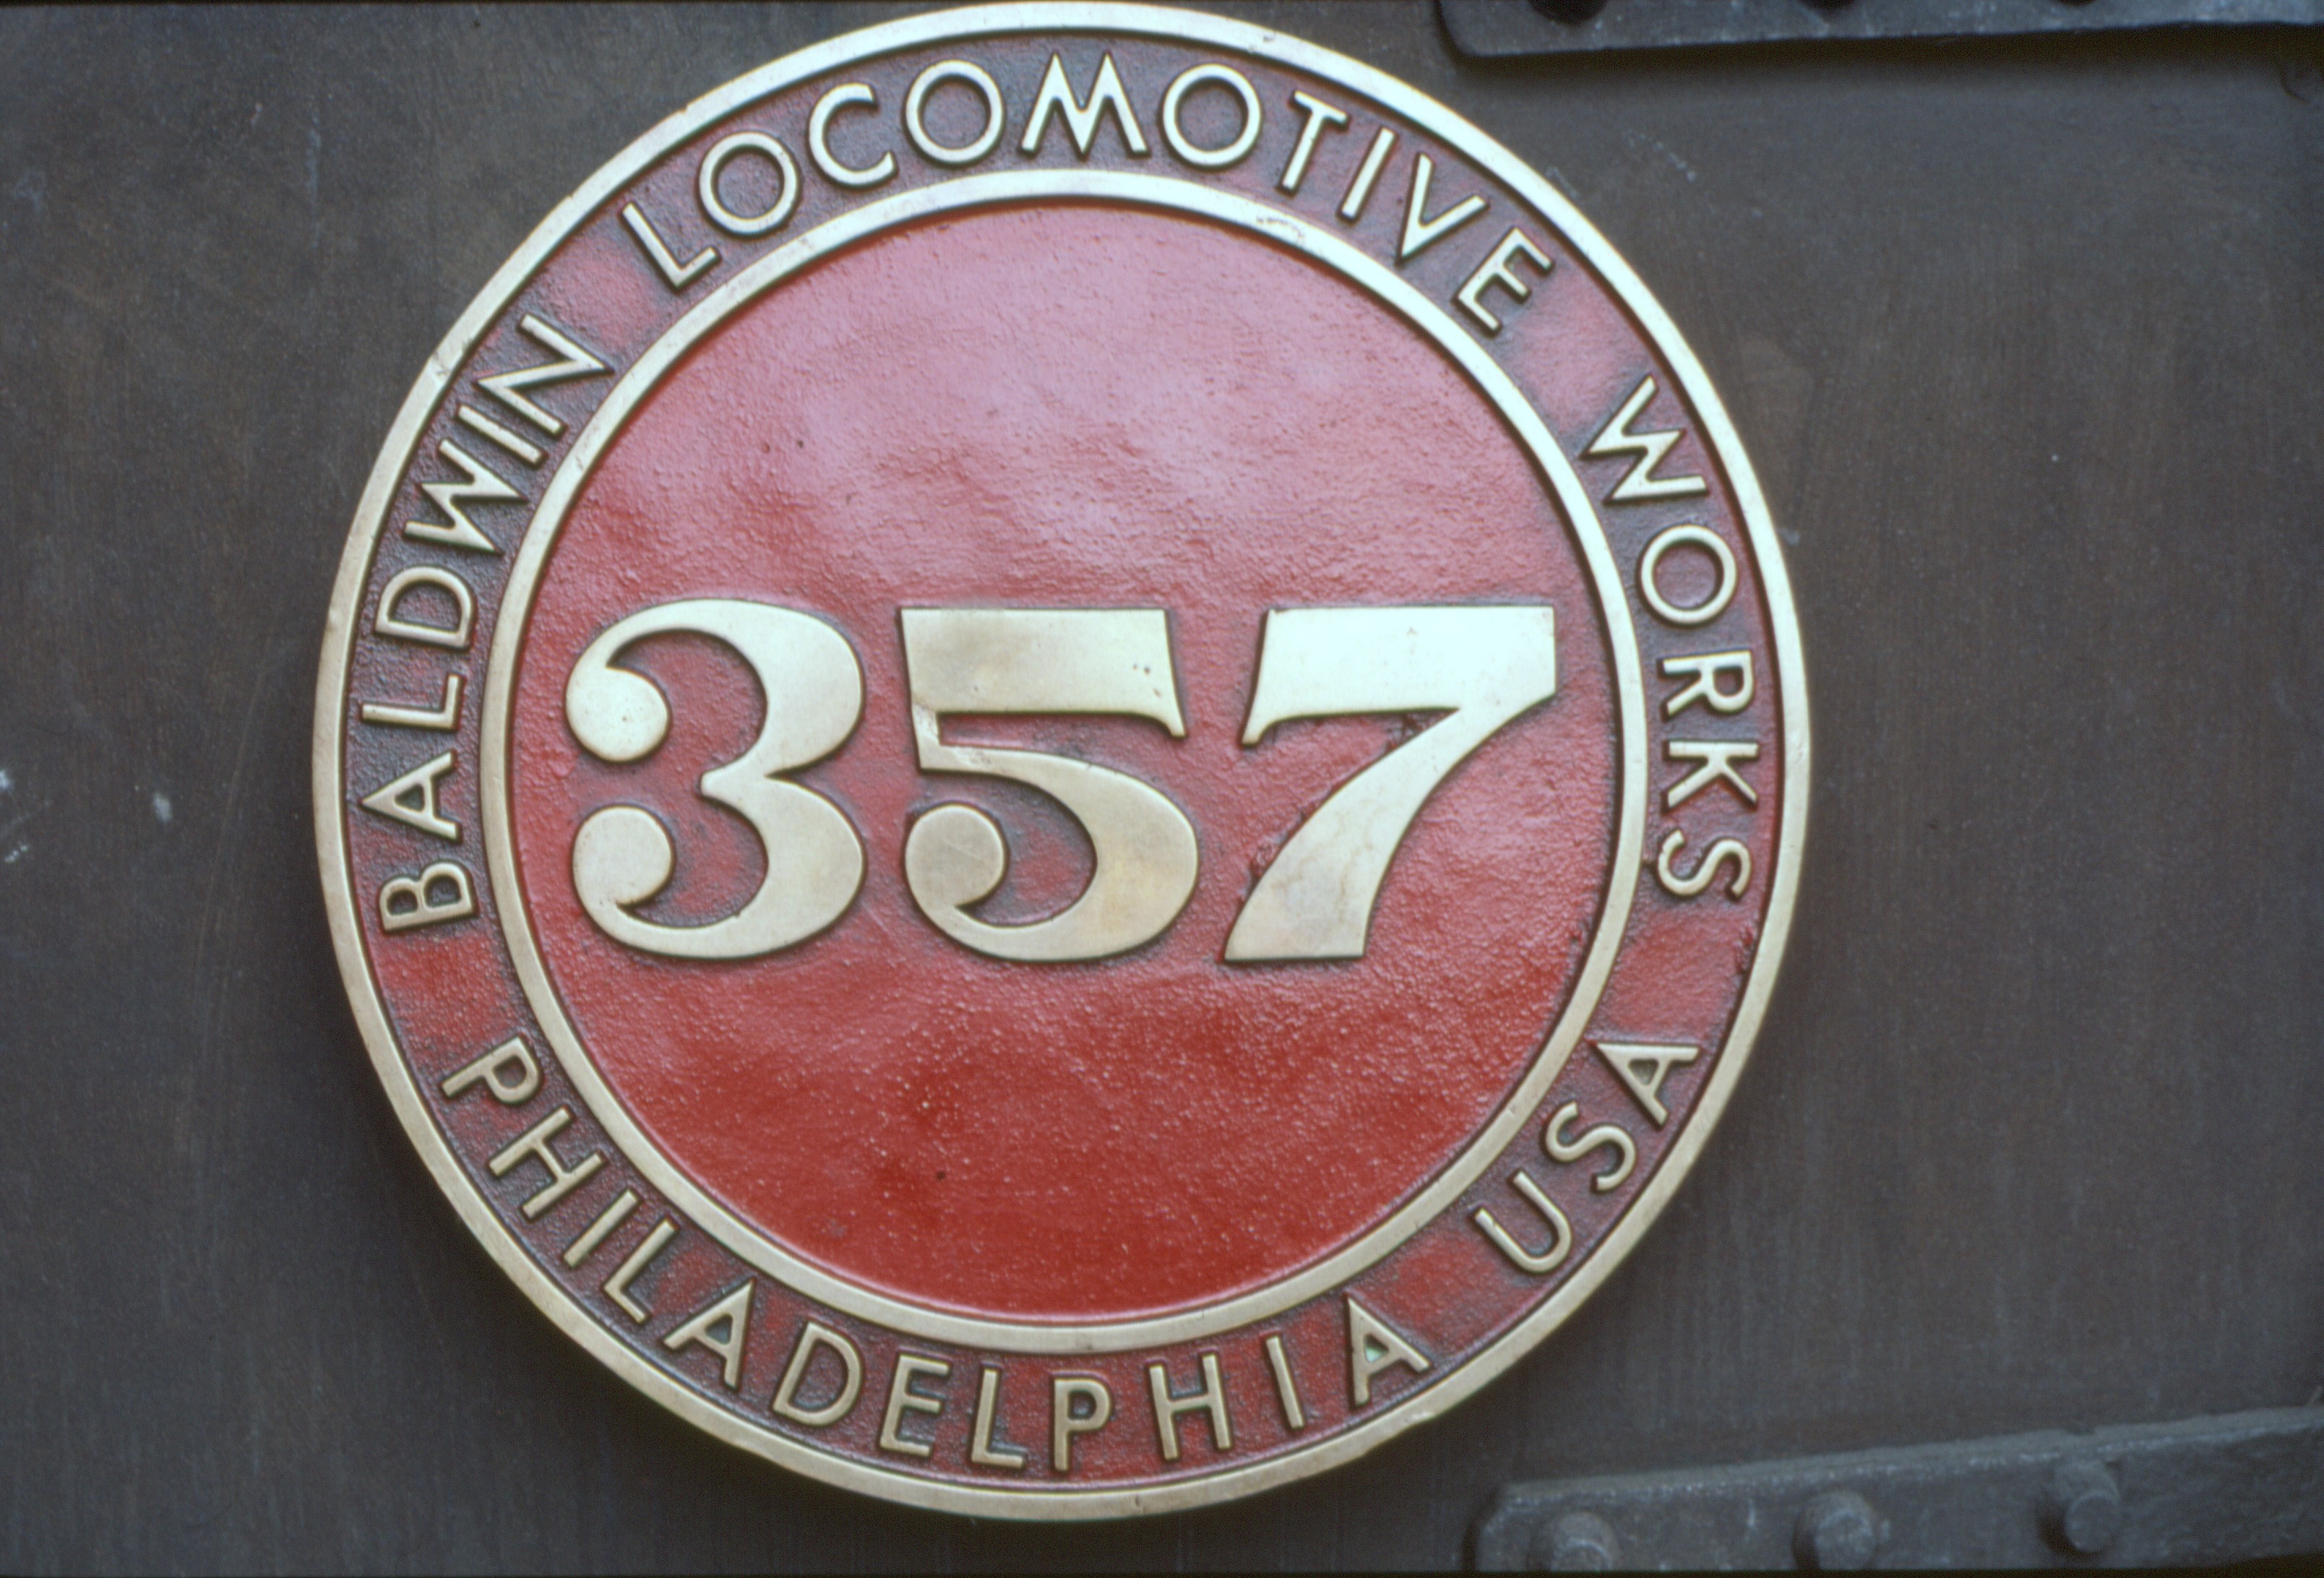 BALDWIN LOCOMOTIVE WORKS
357
PHILADELPHIA USA